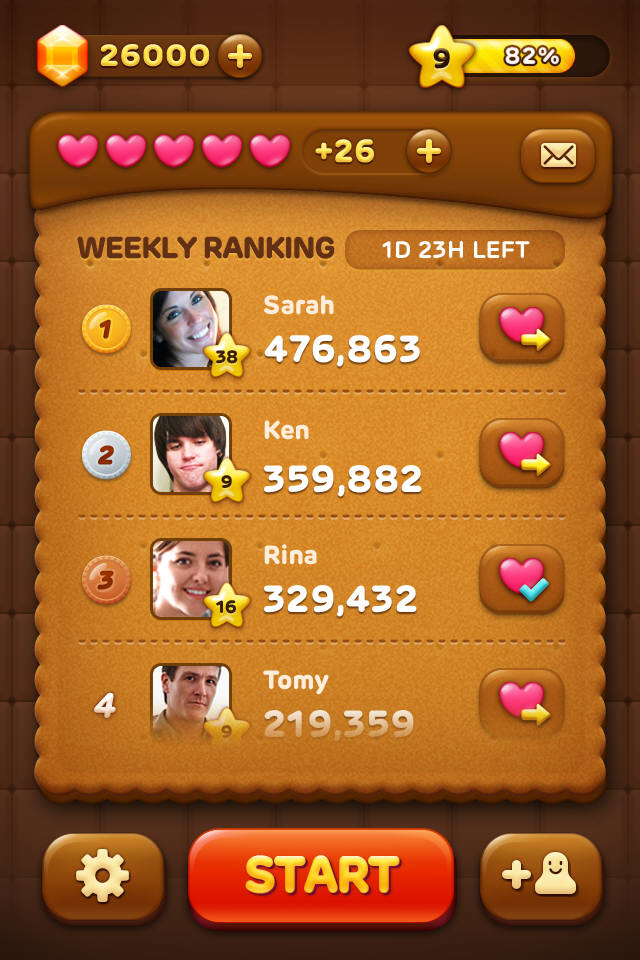 26000 +
9 82%
+26 +
WEEKLY RANKING 1D 23H LEFT
1 38 Sarah
476,863
2 9 Ken
359,882
3 16 Rina
329,432
4 9 Tomy
219,359
START +